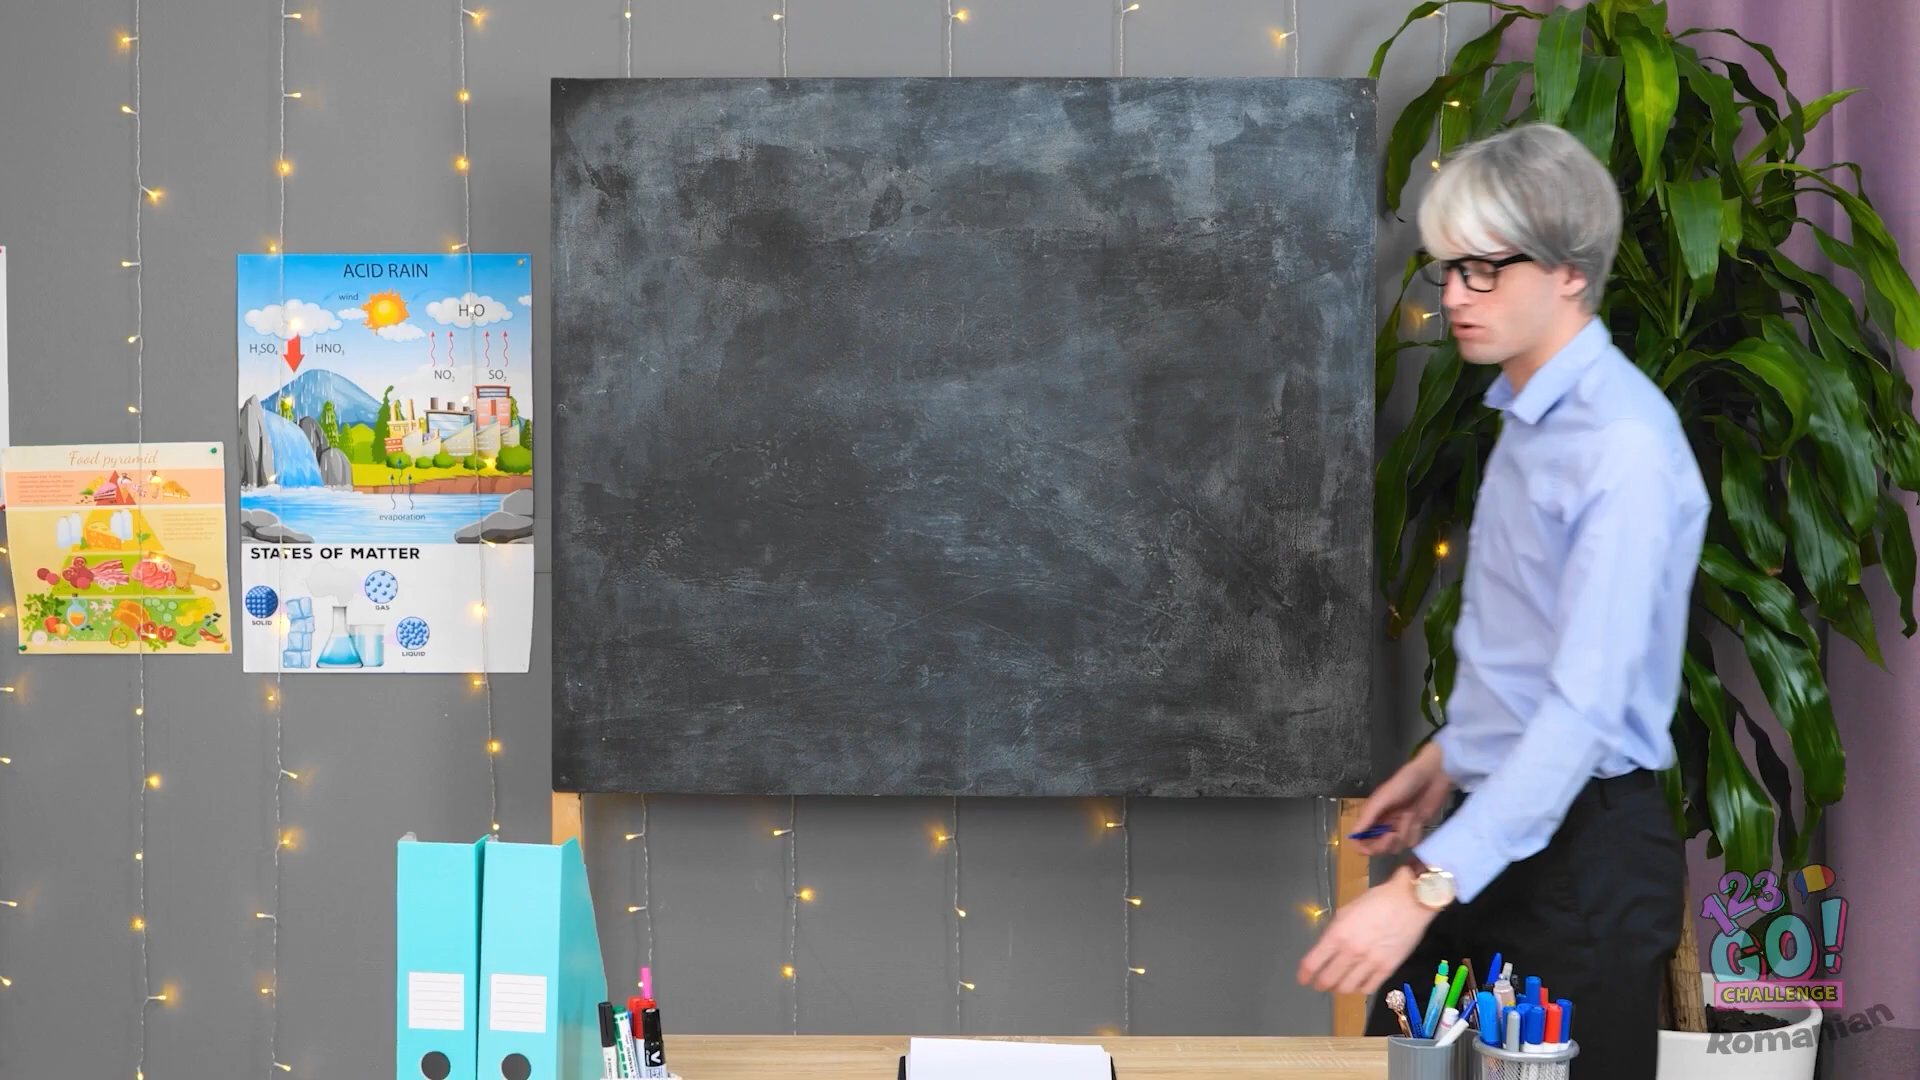 ACID RAIN
wind
H2O
H2SO4
HNO3
NO2
SO2
evaporation
STATES OF MATTER
GAS
SOLID
LIQUID
Food pyramid
V
123
GO!
CHALLENGE
Romanian